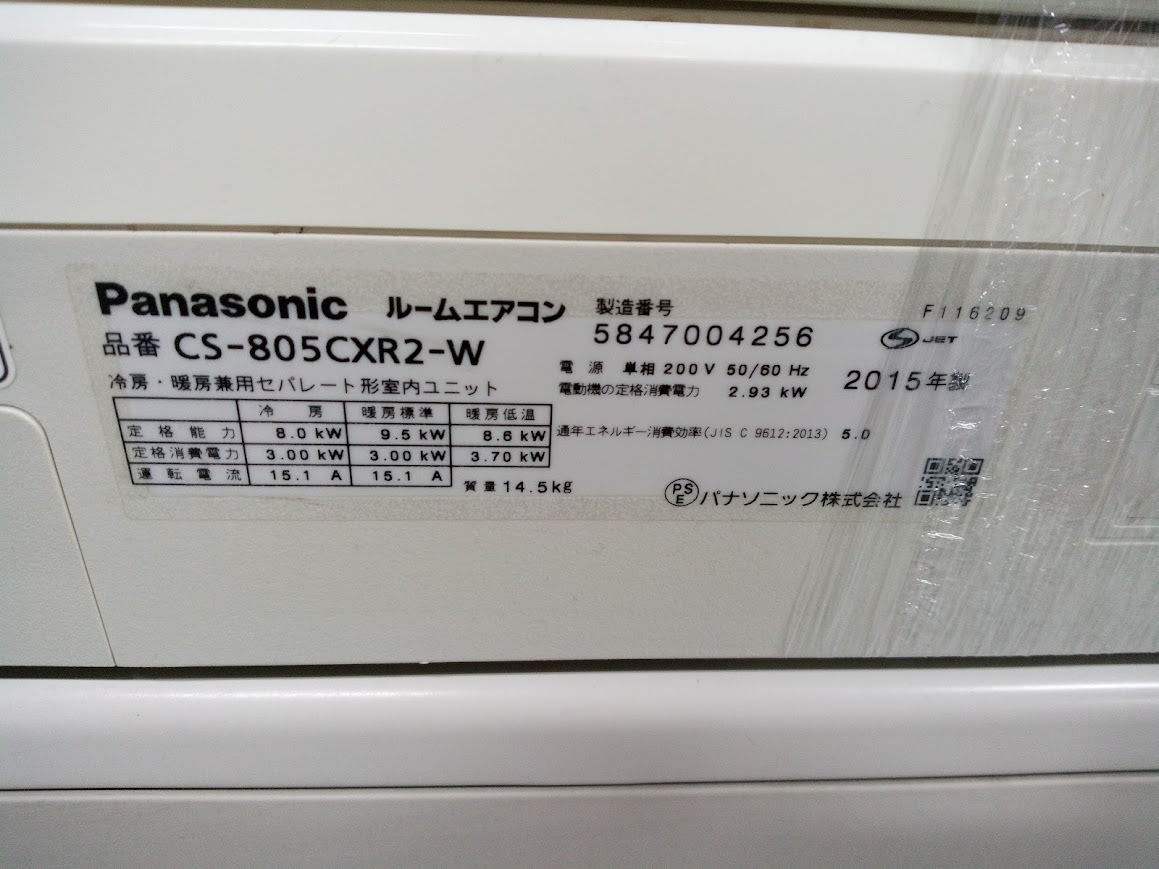 Panasonic ルームエアコン 製造番号 F116209
品番 CS-805CXR2-W 5847004256 S JET
電源 単相 200V 50/60 Hz
冷房・暖房兼用セパレート形室内ユニット 電動機の定格消費電力 2.93 kW 2015年製
冷房 暖房標準 暖房低温
定格能力 8.0 kW 9.5 kW 8.6 kW 通年エネルギー消費効率(JIS C 9612:2013) 5.0
定格消費電力 3.00 kW 3.00 kW 3.70 kW
運転電流 15.1 A 15.1 A
質量 14.5kg PSE パナソニック株式会社